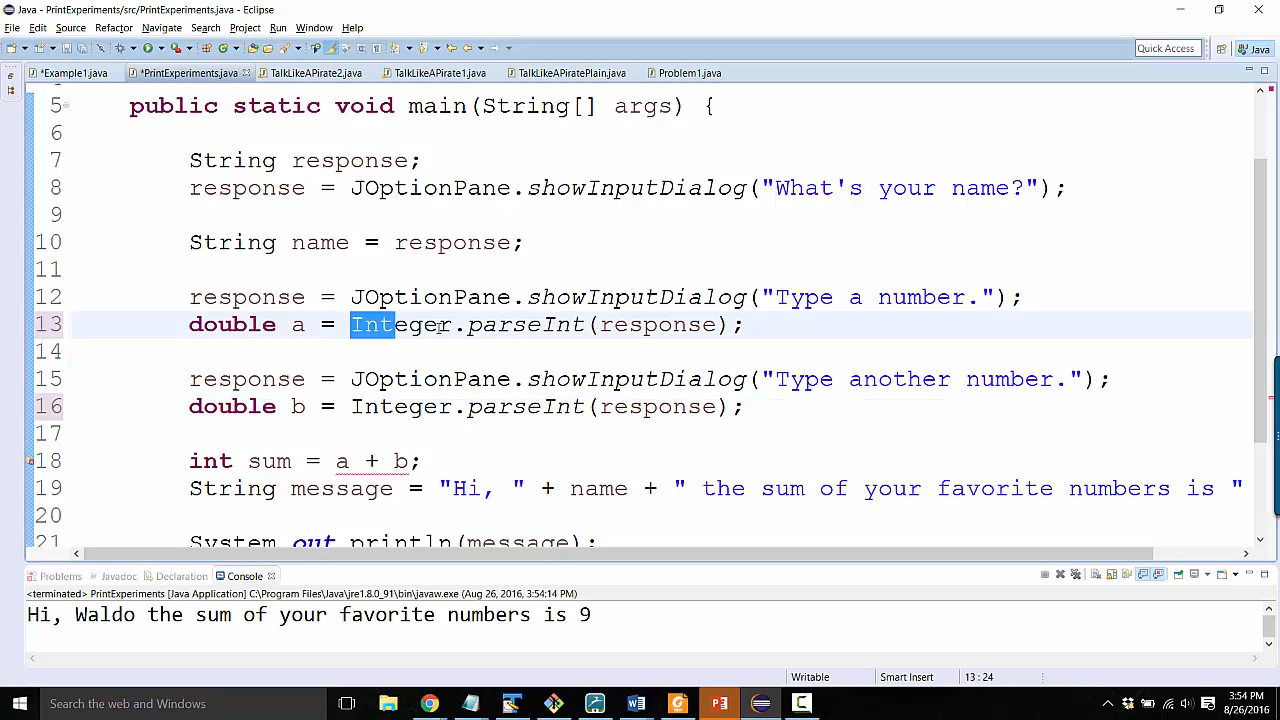 Java - PrintExperiments/src/PrintExperiments.java - Eclipse
File Edit Source Refactor Navigate Search Project Run Window Help
Quick Access Java
*Example1.java *PrintExperiments.java TalkLikeAPirate2.java TalkLikeAPirate1.java TalkLikeAPiratePlain.java Problem1.java
5 public static void main(String[] args) {
6
7 String response;
8 response = JOptionPane.showInputDialog("What's your name?");
9
10 String name = response;
11
12 response = JOptionPane.showInputDialog("Type a number.");
13 double a = Integer.parseInt(response);
14
15 response = JOptionPane.showInputDialog("Type another number.");
16 double b = Integer.parseInt(response);
17
18 int sum = a + b;
19 String message = "Hi, " + name + " the sum of your favorite numbers is "
20
21 System.out.println(message);
Problems Javadoc Declaration Console
<terminated> PrintExperiments [Java Application] C:\Program Files\Java\jre1.8.0_91\bin\javaw.exe (Aug 26, 2016, 3:54:14 PM)
Hi, Waldo the sum of your favorite numbers is 9
Writable Smart Insert 13 : 24
Search the web and Windows
3:54 PM
8/26/2016